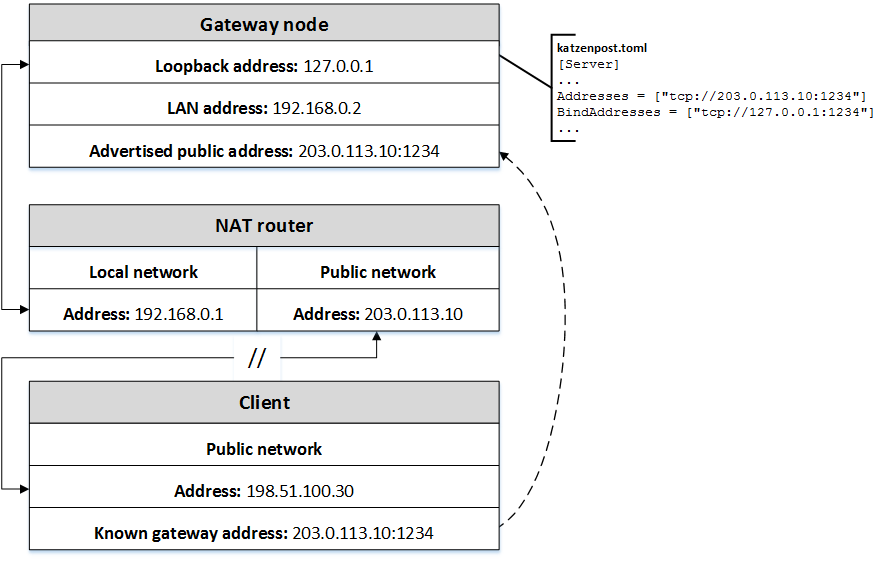 Gateway node
Loopback address: 127.0.0.1
LAN address: 192.168.0.2
Advertised public address: 203.0.113.10:1234
katzenpost.toml
[Server]
...
Addresses = ["tcp://203.0.113.10:1234"]
BindAddresses = ["tcp://127.0.0.1:1234"]
...
NAT router
Local network
Public network
Address: 192.168.0.1
Address: 203.0.113.10
//
Client
Public network
Address: 198.51.100.30
Known gateway address: 203.0.113.10:1234